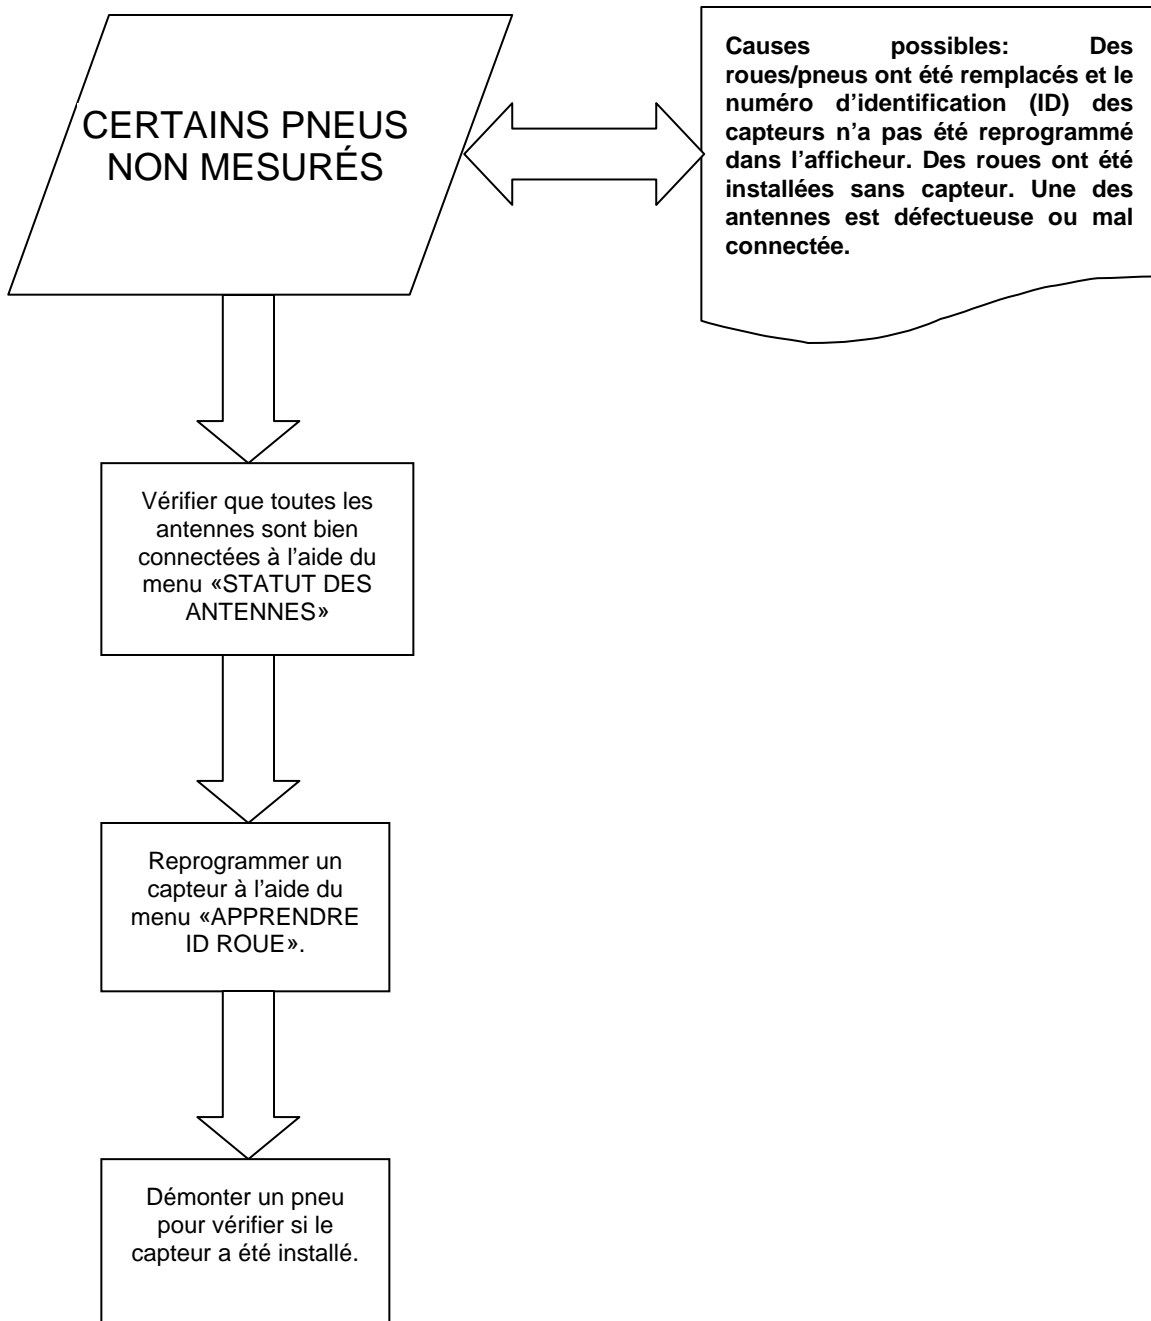 CERTAINS PNEUS
NON MESURÉS
Causes possibles: Des
roues/pneus ont été remplacés et le
numéro d’identification (ID) des
capteurs n’a pas été reprogrammé
dans l’afficheur. Des roues ont été
installées sans capteur. Une des
antennes est défectueuse ou mal
connectée.
Vérifier que toutes les
antennes sont bien
connectées à l’aide du
menu «STATUT DES
ANTENNES»
Reprogrammer un
capteur à l’aide du
menu «APPRENDRE
ID ROUE».
Démonter un pneu
pour vérifier si le
capteur a été installé.